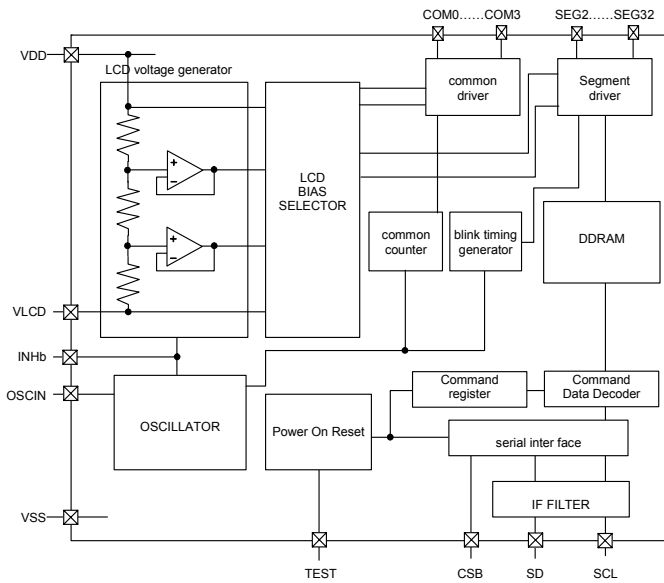 COM0……COM3
SEG2……SEG32
VDD
LCD voltage generator
common
driver
Segment
driver
LCD
BIAS
SELECTOR
common
counter
blink timing
generator
DDRAM
VLCD
INHb
OSCIN
OSCILLATOR
Power On Reset
Command
register
Command
Data Decoder
serial inter face
IF FILTER
VSS
TEST
CSB
SD
SCL